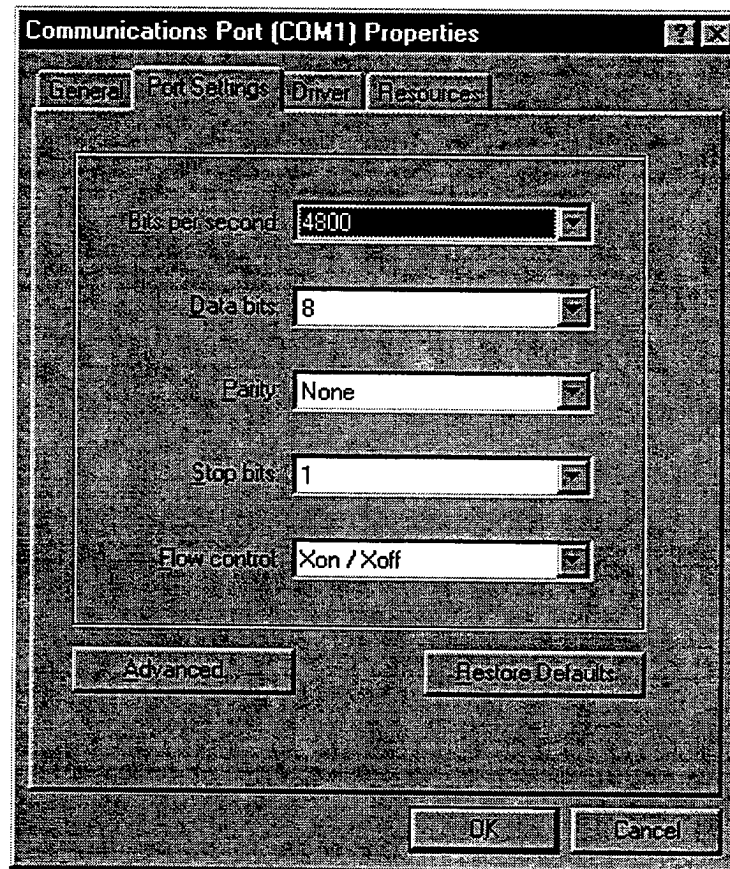 Communications Port (COM1) Properties
General Port Settings Driver Resources
Bits per second: 4800
Data bits: 8
Parity: None
Stop bits: 1
Flow control: Xon / Xoff
Advanced... Restore Defaults
OK Cancel